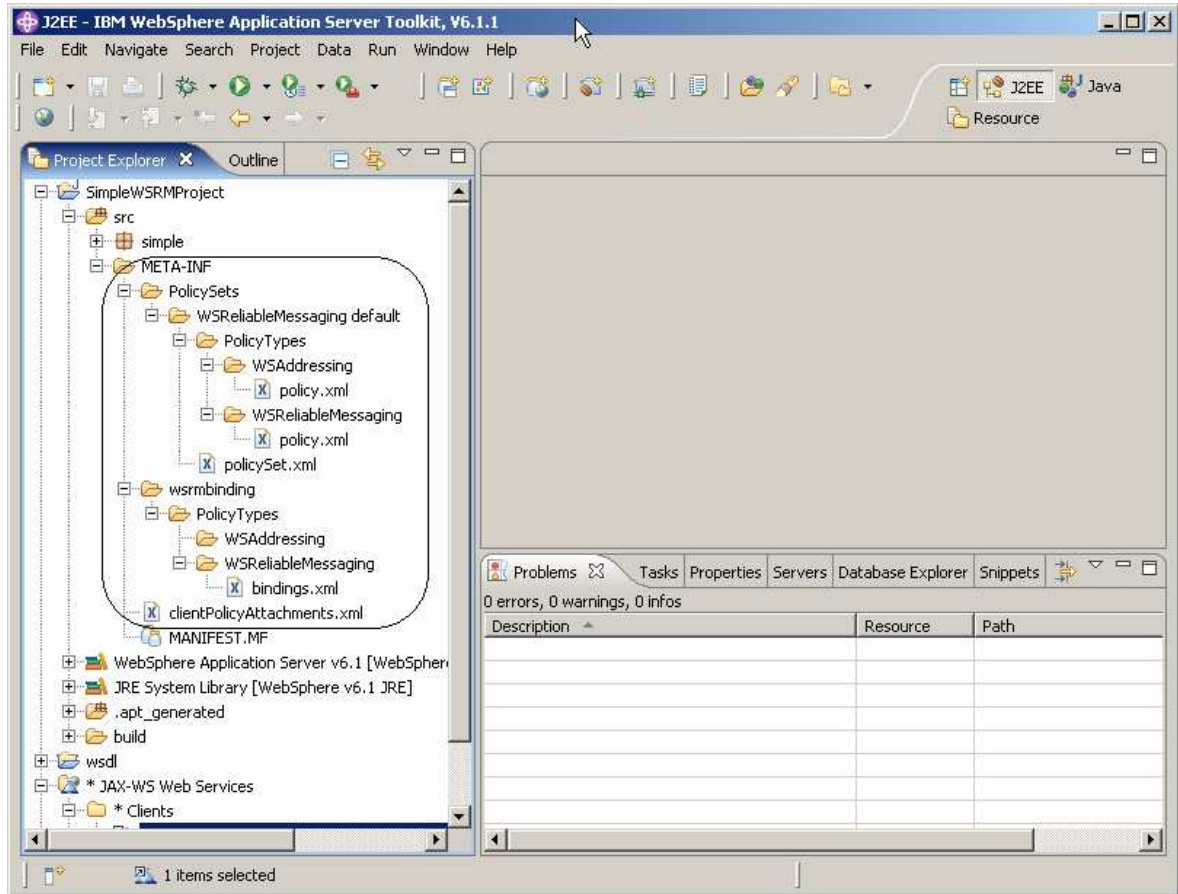 J2EE - IBM WebSphere Application Server Toolkit, V6.1.1
File Edit Navigate Search Project Data Run Window Help
J2EE Java
Resource
Project Explorer Outline
SimpleWSRMProject
src
simple
META-INF
PolicySets
WSReliableMessaging default
PolicyTypes
WSAddressing
policy.xml
WSReliableMessaging
policy.xml
policySet.xml
wsrmbinding
PolicyTypes
WSAddressing
WSReliableMessaging
bindings.xml
clientPolicyAttachments.xml
MANIFEST.MF
WebSphere Application Server v6.1 [WebSpher
JRE System Library [WebSphere v6.1 JRE]
.apt_generated
build
wsdl
* JAX-WS Web Services
* Clients
Problems Tasks Properties Servers Database Explorer Snippets
0 errors, 0 warnings, 0 infos
Description Resource Path
1 items selected